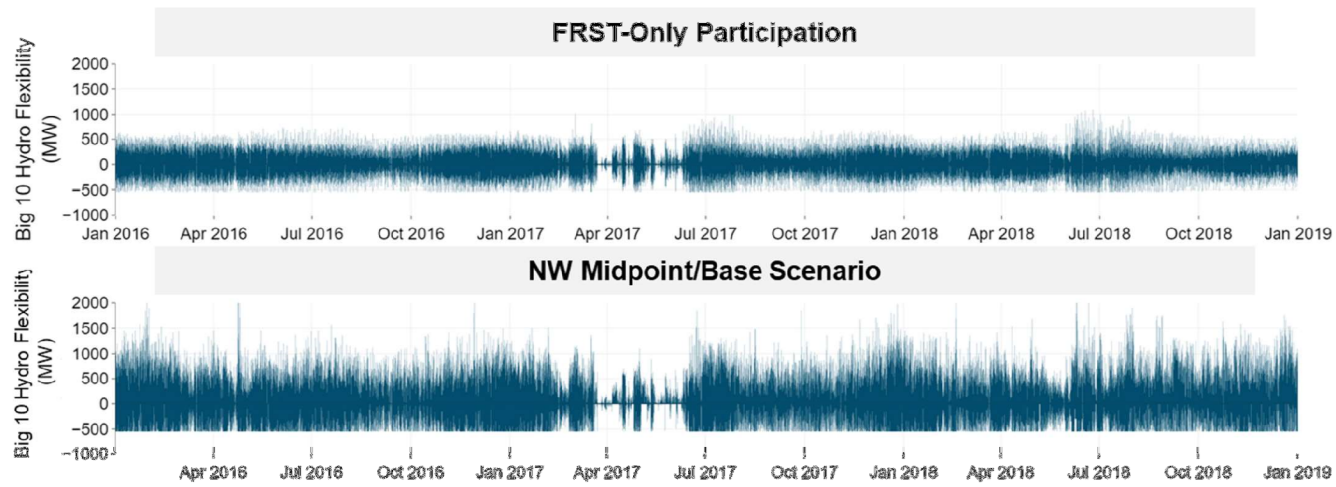 FRST-Only Participation
Big 10 Hydro Flexibility
(MW)
2000
1500
1000
500
0
−500
−1000
Jan 2016 Apr 2016 Jul 2016 Oct 2016 Jan 2017 Apr 2017 Jul 2017 Oct 2017 Jan 2018 Apr 2018 Jul 2018 Oct 2018 Jan 2019
NW Midpoint/Base Scenario
Big 10 Hydro Flexibility
(MW)
2000
1500
1000
500
0
−500
−1000
Apr 2016 Jul 2016 Oct 2016 Jan 2017 Apr 2017 Jul 2017 Oct 2017 Jan 2018 Apr 2018 Jul 2018 Oct 2018 Jan 2019